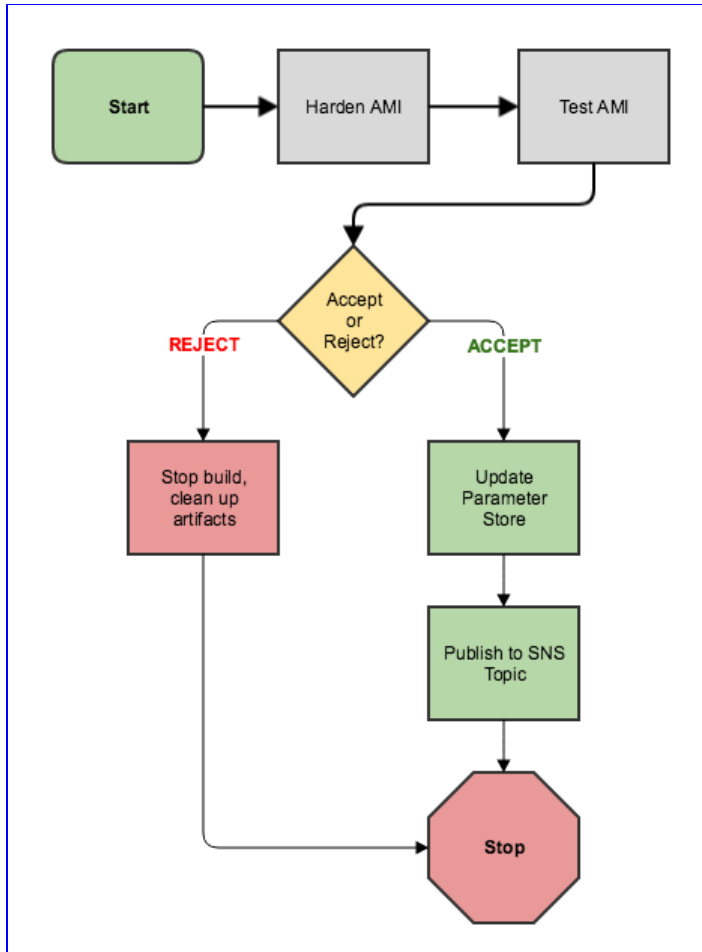 Start
Harden AMI
Test AMI
Accept
or
Reject?
REJECT
ACCEPT
Stop build,
clean up
artifacts
Update
Parameter
Store
Publish to SNS
Topic
Stop